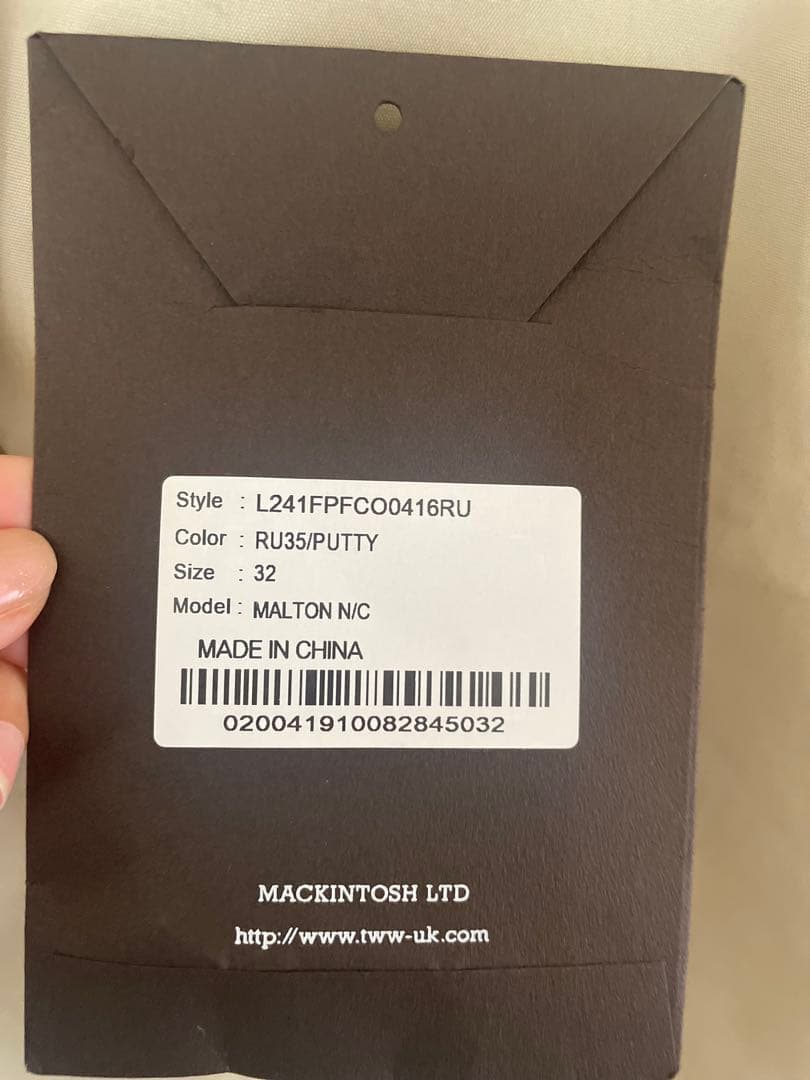 Style : L241FPFCO0416RU
Color : RU35/PUTTY
Size : 32
Model : MALTON N/C
MADE IN CHINA
020041910082845032
MACKINTOSH LTD
http://www.tww-uk.com